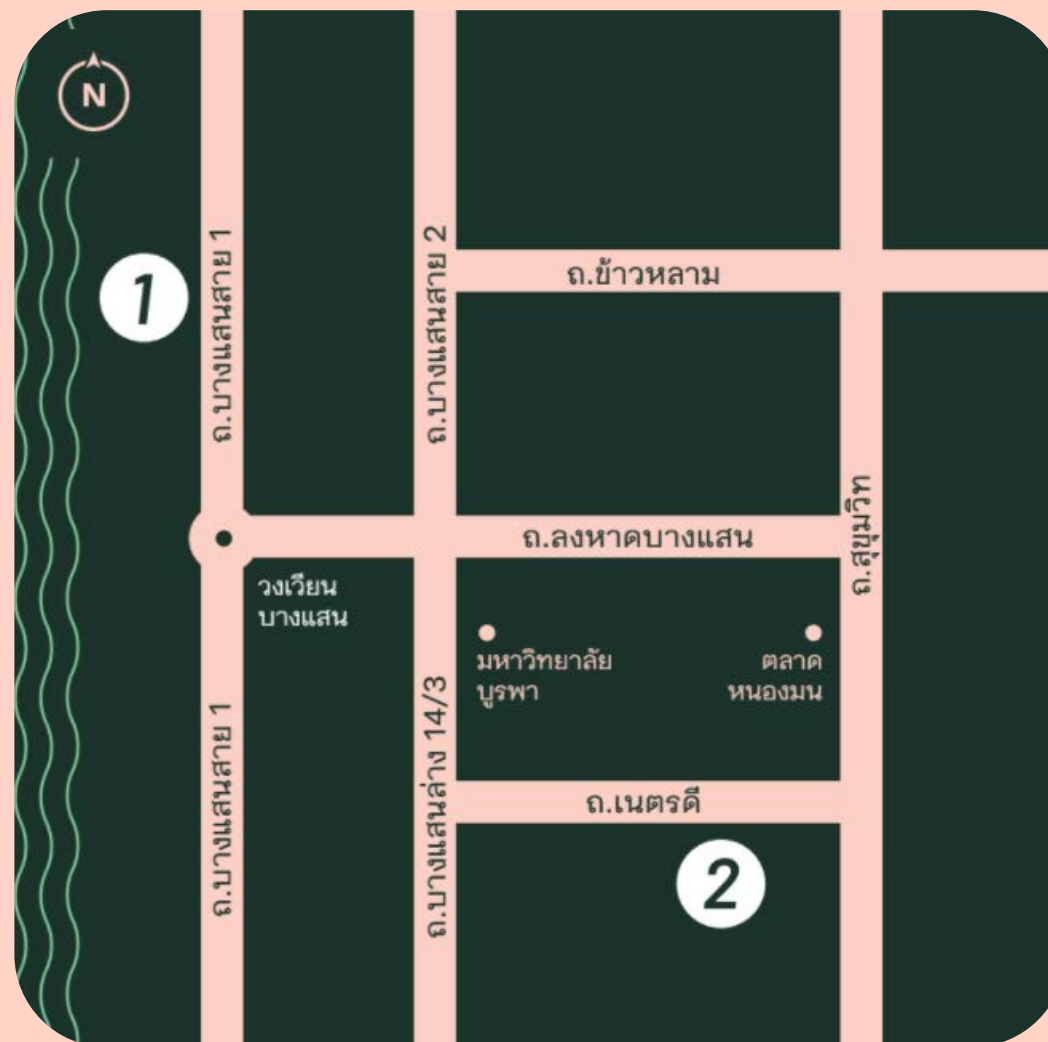 N
1
ถ.บางแสนสาย 1
ถ.บางแสนสาย 2
ถ.ข้าวหลาม
ถ.ลงหาดบางแสน
ถ.สุขุมวิท
วงเวียน
บางแสน
มหาวิทยาลัย
บูรพา
ตลาด
หนองมน
ถ.บางแสนสาย 1
ถ.บางแสนล่าง 14/3
ถ.เนตรดี
2